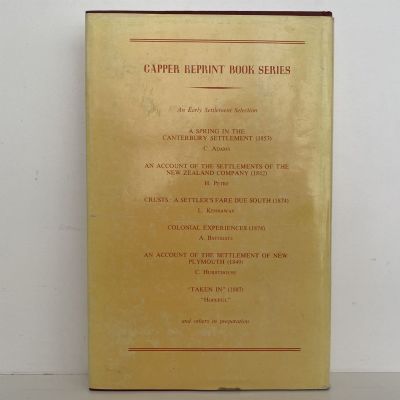 CAPPER REPRINT BOOK SERIES
An Early Settlement Selection
A SPRING IN THE
CANTERBURY SETTLEMENT (1853)
C. Adams
AN ACCOUNT OF THE SETTLEMENTS OF THE
NEW ZEALAND COMPANY (1842)
H. Petre
CRUSTS: A SETTLER'S FARE DUE SOUTH (1874)
L. Kennaway
COLONIAL EXPERIENCES (1874)
A. Bathgate
AN ACCOUNT OF THE SETTLEMENT OF NEW
PLYMOUTH (1849)
C. Hursthouse
"TAKEN IN" (1887)
"Hopeful"
and others in preparation